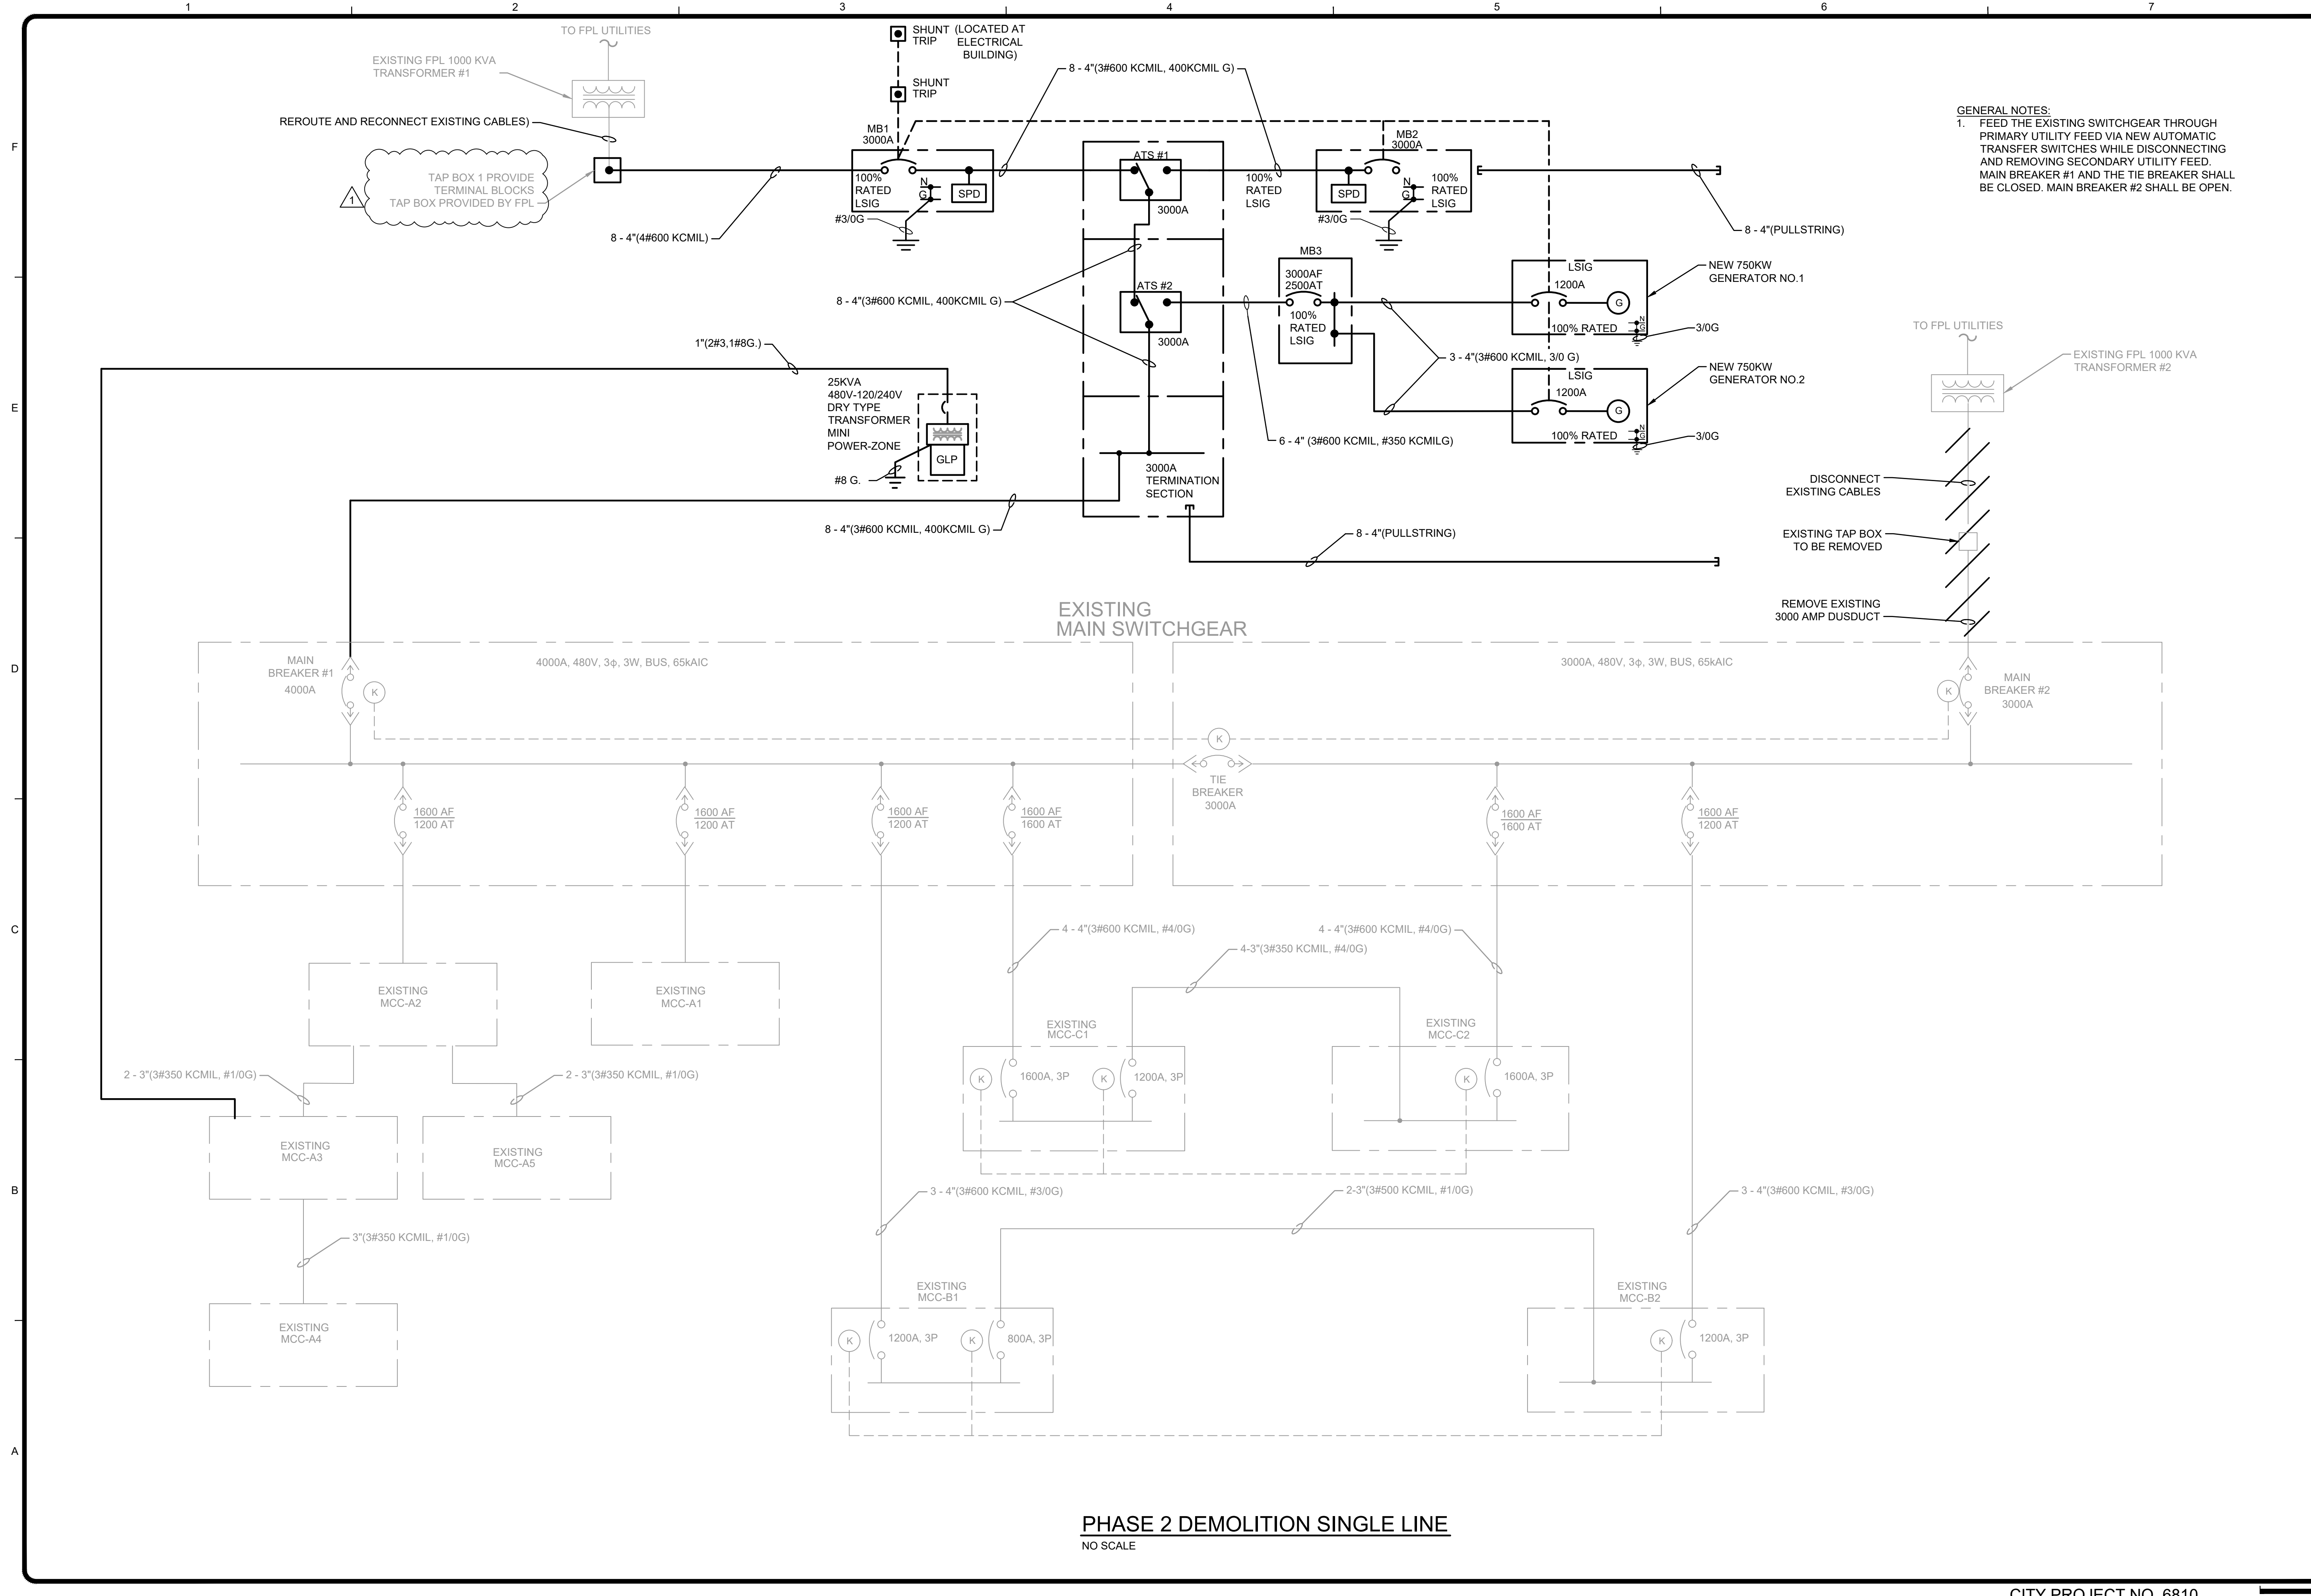 1
2
3
4
5
6
7
F
E
D
C
B
A
TO FPL UTILITIES
EXISTING FPL 1000 KVA
TRANSFORMER #1
REROUTE AND RECONNECT EXISTING CABLES)
TAP BOX 1 PROVIDE
TERMINAL BLOCKS
TAP BOX PROVIDED BY FPL
1
8 - 4"(4#600 KCMIL)
SHUNT
TRIP
(LOCATED AT
ELECTRICAL
BUILDING)
SHUNT
TRIP
MB1
3000A
100%
RATED
LSIG
N
G
SPD
#3/0G
8 - 4"(3#600 KCMIL, 400KCMIL G)
ATS #1
3000A
100%
RATED
LSIG
MB2
3000A
SPD
N
G
100%
RATED
LSIG
#3/0G
8 - 4"(PULLSTRING)
GENERAL NOTES:
1. FEED THE EXISTING SWITCHGEAR THROUGH
PRIMARY UTILITY FEED VIA NEW AUTOMATIC
TRANSFER SWITCHES WHILE DISCONNECTING
AND REMOVING SECONDARY UTILITY FEED.
MAIN BREAKER #1 AND THE TIE BREAKER SHALL
BE CLOSED. MAIN BREAKER #2 SHALL BE OPEN.
8 - 4"(3#600 KCMIL, 400KCMIL G)
ATS #2
3000A
MB3
3000AF
2500AT
100%
RATED
LSIG
LSIG
1200A
G
100% RATED
N
G
3/0G
NEW 750KW
GENERATOR NO.1
3 - 4"(3#600 KCMIL, 3/0 G)
LSIG
1200A
G
100% RATED
N
G
3/0G
NEW 750KW
GENERATOR NO.2
6 - 4" (3#600 KCMIL, #350 KCMILG)
1"(2#3,1#8G.)
25KVA
480V-120/240V
DRY TYPE
TRANSFORMER
MINI
POWER-ZONE
GLP
#8 G.
3000A
TERMINATION
SECTION
8 - 4"(3#600 KCMIL, 400KCMIL G)
8 - 4"(PULLSTRING)
TO FPL UTILITIES
EXISTING FPL 1000 KVA
TRANSFORMER #2
DISCONNECT
EXISTING CABLES
EXISTING TAP BOX
TO BE REMOVED
REMOVE EXISTING
3000 AMP DUSDUCT
EXISTING
MAIN SWITCHGEAR
MAIN
BREAKER #1
4000A
K
4000A, 480V, 3ϕ, 3W, BUS, 65kAIC
3000A, 480V, 3ϕ, 3W, BUS, 65kAIC
K
MAIN
BREAKER #2
3000A
K
TIE
BREAKER
3000A
1600 AF
1200 AT
1600 AF
1200 AT
1600 AF
1200 AT
1600 AF
1600 AT
1600 AF
1600 AT
1600 AF
1200 AT
4 - 4"(3#600 KCMIL, #4/0G)
4-3"(3#350 KCMIL, #4/0G)
4 - 4"(3#600 KCMIL, #4/0G)
EXISTING
MCC-A2
EXISTING
MCC-A1
EXISTING
MCC-C1
K
1600A, 3P
K
1200A, 3P
EXISTING
MCC-C2
K
1600A, 3P
2 - 3"(3#350 KCMIL, #1/0G)
2 - 3"(3#350 KCMIL, #1/0G)
EXISTING
MCC-A3
EXISTING
MCC-A5
3 - 4"(3#600 KCMIL, #3/0G)
2-3"(3#500 KCMIL, #1/0G)
3 - 4"(3#600 KCMIL, #3/0G)
3"(3#350 KCMIL, #1/0G)
EXISTING
MCC-A4
EXISTING
MCC-B1
K
1200A, 3P
K
800A, 3P
EXISTING
MCC-B2
K
1200A, 3P
PHASE 2 DEMOLITION SINGLE LINE
NO SCALE
CITY PROJECT NO. 6810